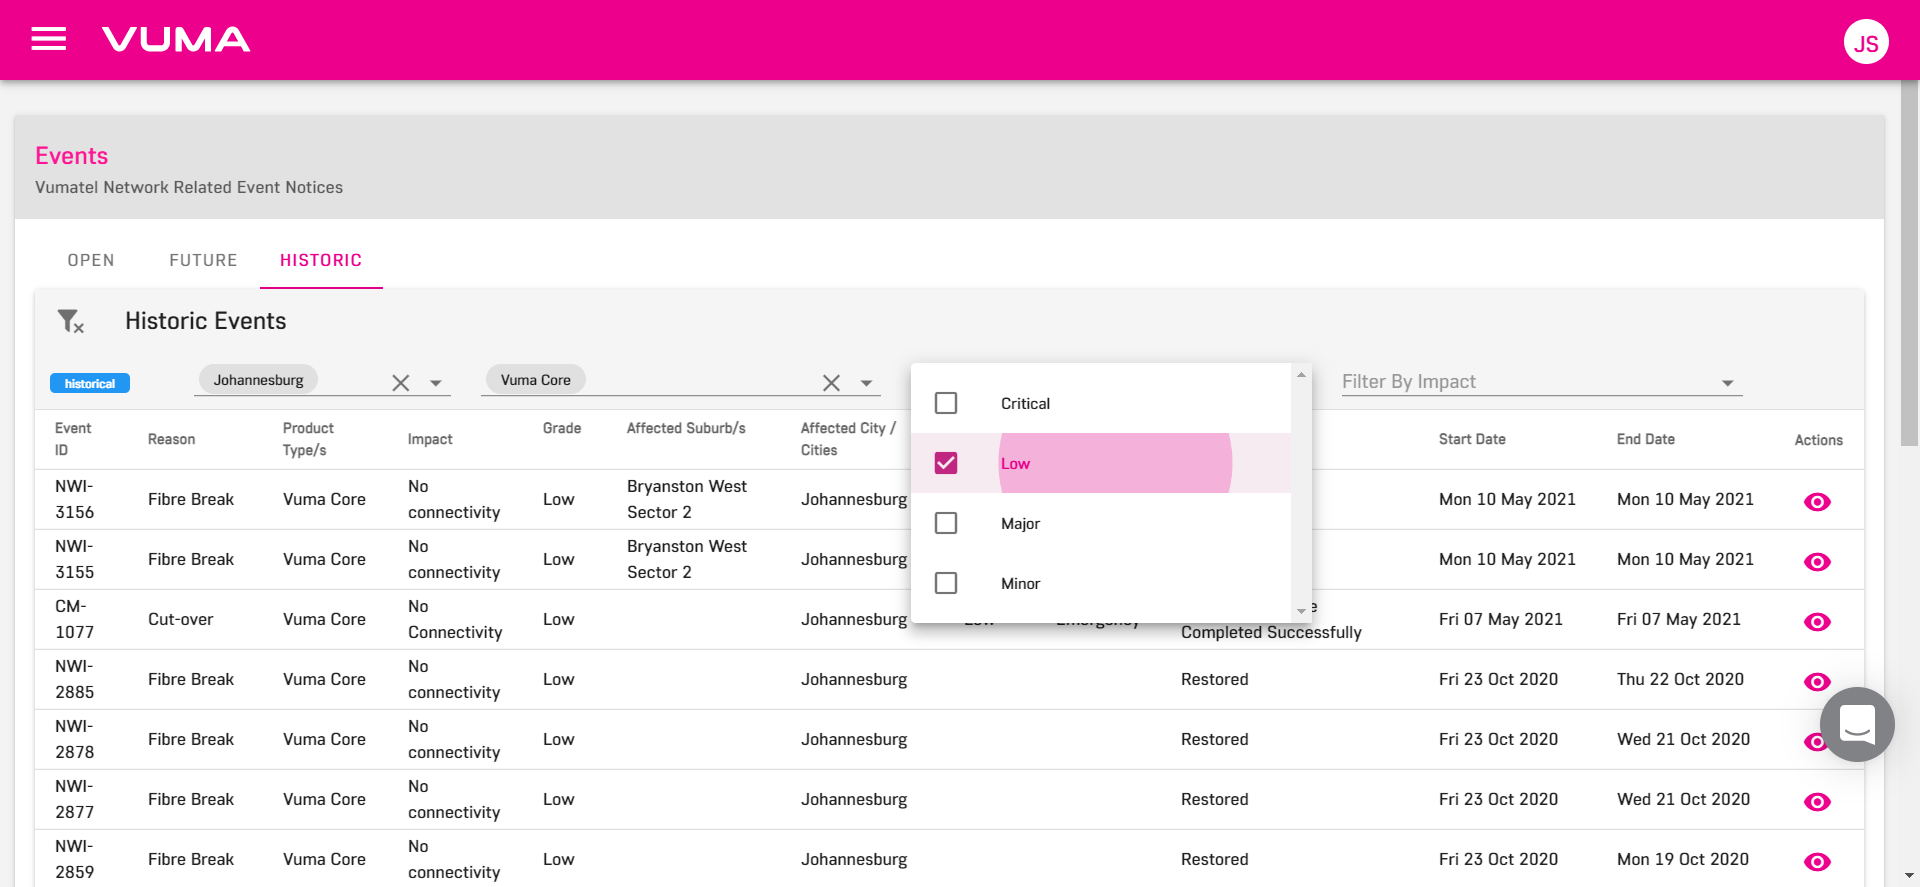 VUMA
JS
Events
Vumatel Network Related Event Notices
OPEN FUTURE HISTORIC
Historic Events
historical Johannesburg Vuma Core Filter By Impact
Critical
Low
Major
Minor
Event ID Reason Product Type/s Impact Grade Affected Suburb/s Affected City / Cities Start Date End Date Actions
NWI-3156 Fibre Break Vuma Core No connectivity Low Bryanston West Sector 2 Johannesburg Mon 10 May 2021 Mon 10 May 2021
NWI-3155 Fibre Break Vuma Core No connectivity Low Bryanston West Sector 2 Johannesburg Mon 10 May 2021 Mon 10 May 2021
CM-1077 Cut-over Vuma Core No Connectivity Low Johannesburg Low Emergency Completed Successfully Fri 07 May 2021 Fri 07 May 2021
NWI-2885 Fibre Break Vuma Core No connectivity Low Johannesburg Restored Fri 23 Oct 2020 Thu 22 Oct 2020
NWI-2878 Fibre Break Vuma Core No connectivity Low Johannesburg Restored Fri 23 Oct 2020 Wed 21 Oct 2020
NWI-2877 Fibre Break Vuma Core No connectivity Low Johannesburg Restored Fri 23 Oct 2020 Wed 21 Oct 2020
NWI-2859 Fibre Break Vuma Core No connectivity Low Johannesburg Restored Fri 23 Oct 2020 Mon 19 Oct 2020